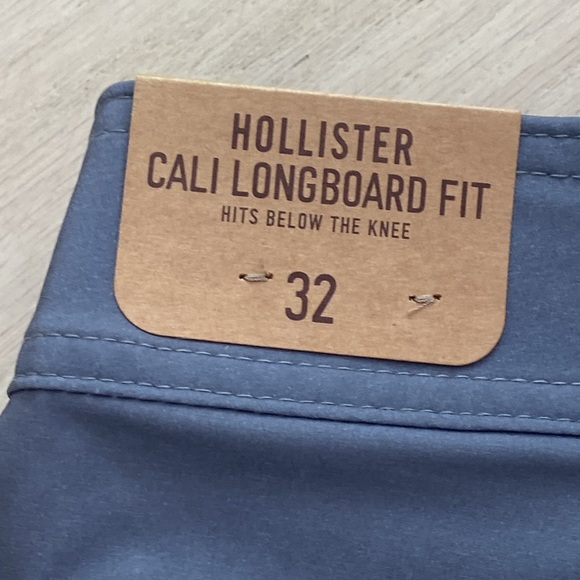 HOLLISTER
CALI LONGBOARD FIT
HITS BELOW THE KNEE
32